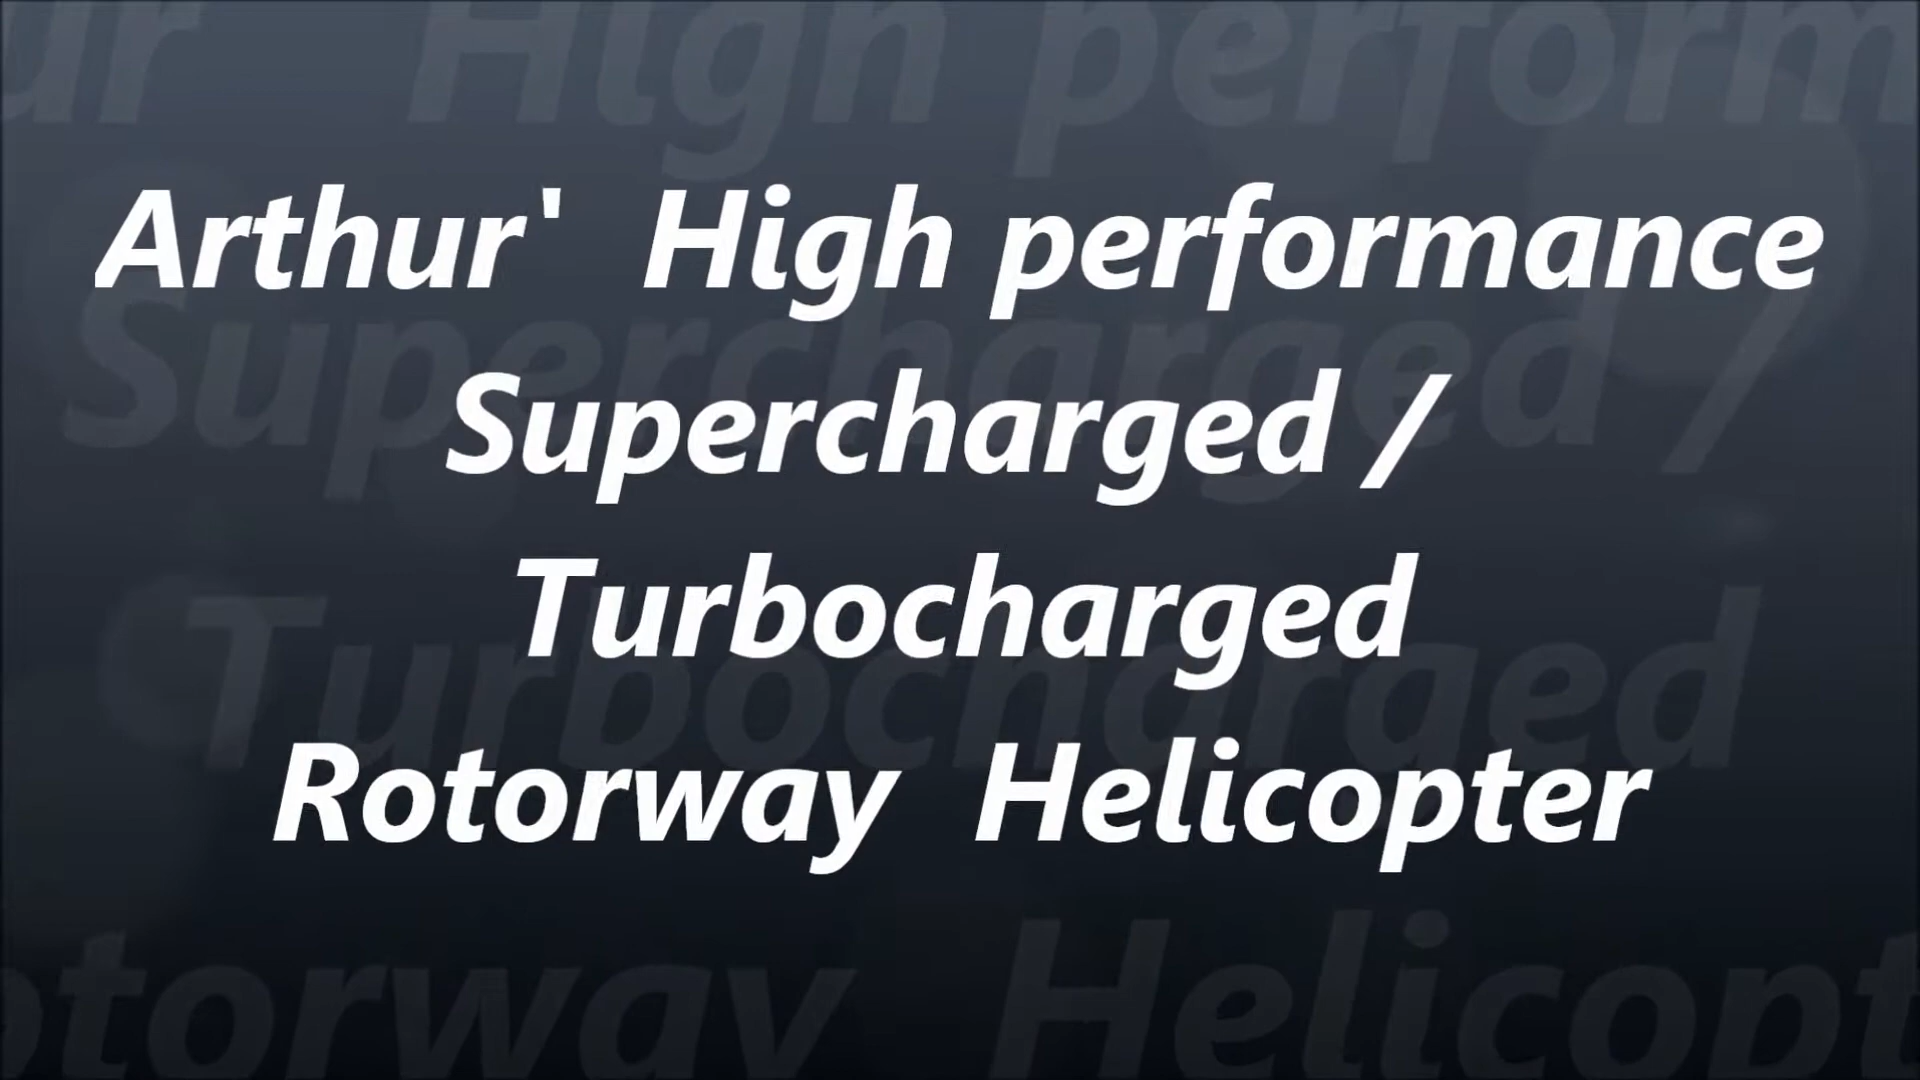 Arthur'  High performance
Supercharged /
Turbocharged
Rotorway  Helicopter